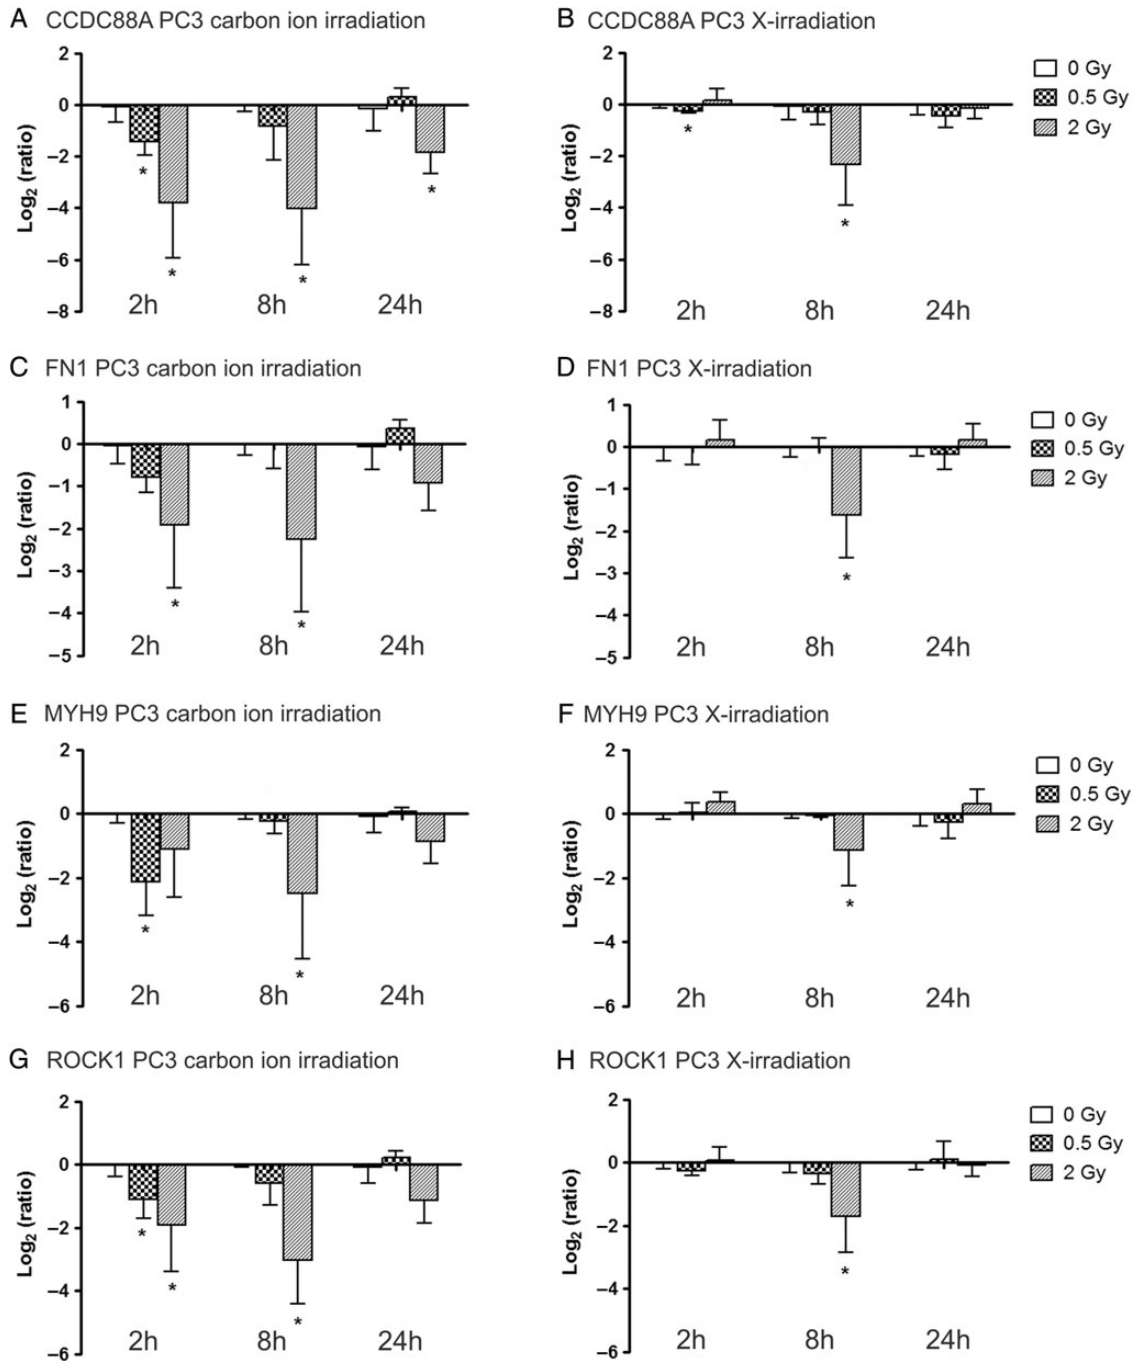 A CCDC88A PC3 carbon ion irradiation
2
0
–2
–4
–6
–8
Log2 (ratio)
*
*
*
*
2h 8h 24h
B CCDC88A PC3 X-irradiation
2
0
–2
–4
–6
–8
Log2 (ratio)
*
*
2h 8h 24h
0 Gy
0.5 Gy
2 Gy
C FN1 PC3 carbon ion irradiation
1
0
–1
–2
–3
–4
–5
Log2 (ratio)
*
*
2h 8h 24h
D FN1 PC3 X-irradiation
1
0
–1
–2
–3
–4
–5
Log2 (ratio)
*
2h 8h 24h
0 Gy
0.5 Gy
2 Gy
E MYH9 PC3 carbon ion irradiation
2
0
–2
–4
–6
Log2 (ratio)
*
*
2h 8h 24h
F MYH9 PC3 X-irradiation
2
0
–2
–4
–6
Log2 (ratio)
*
2h 8h 24h
0 Gy
0.5 Gy
2 Gy
G ROCK1 PC3 carbon ion irradiation
2
0
–2
–4
–6
Log2 (ratio)
*
*
*
2h 8h 24h
H ROCK1 PC3 X-irradiation
2
0
–2
–4
–6
Log2 (ratio)
*
2h 8h 24h
0 Gy
0.5 Gy
2 Gy